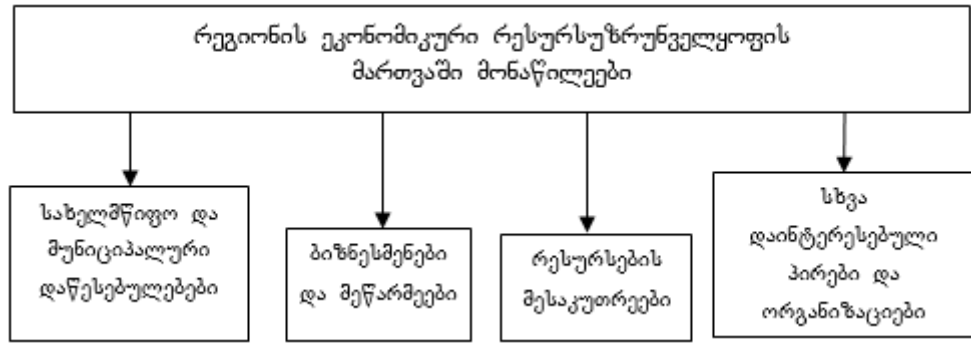 რეგიონის ეკონომიკური რესურსუზრუნველყოფის
მართვაში მონაწილეები
სახელმწიფო და
მუნიციპალური
დაწესებულებები
ბიზნესმენები
და მეწარმეები
რესურსების
მესაკუთრეები
სხვა
დაინტერესებული
პირები და
ორგანიზაციები